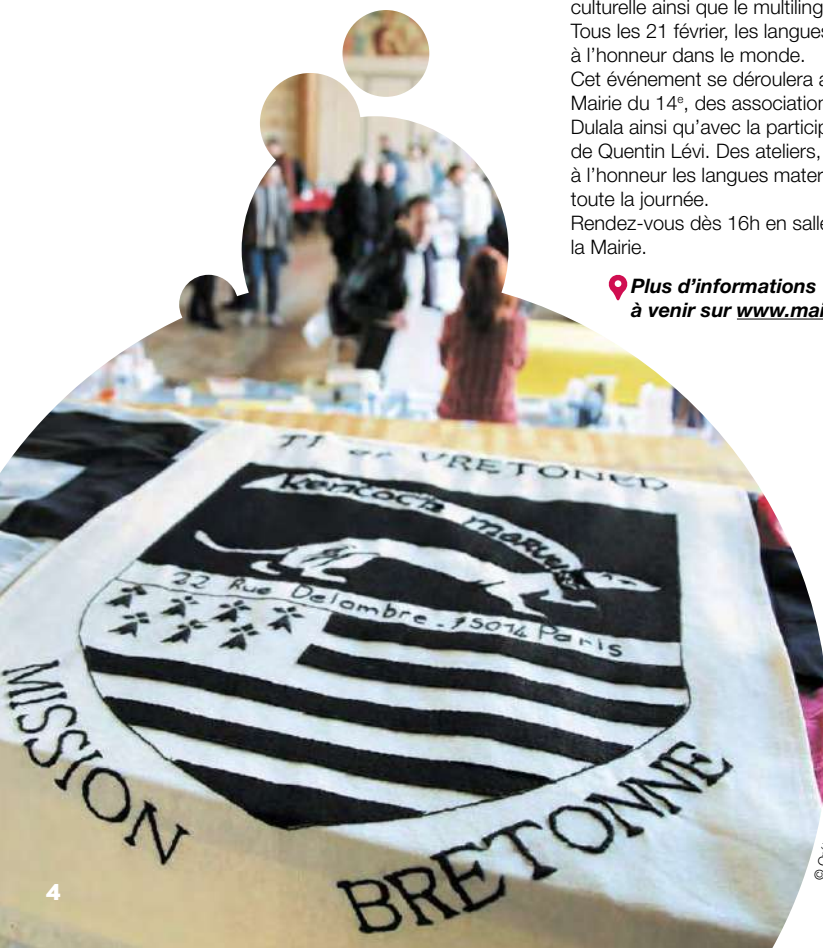 culturelle ainsi que le multiling
Tous les 21 février, les langues
à l’honneur dans le monde.
Cet événement se déroulera a
Mairie du 14e, des association
Dulala ainsi qu’avec la particip
de Quentin Lévi. Des ateliers,
à l’honneur les langues mater
toute la journée.
Rendez-vous dès 16h en salle
la Mairie.
Plus d’informations
à venir sur www.mai
TI ar VRETONED
22 Rue Delambre - 75014 Paris
MISSION
BRETONNE
4